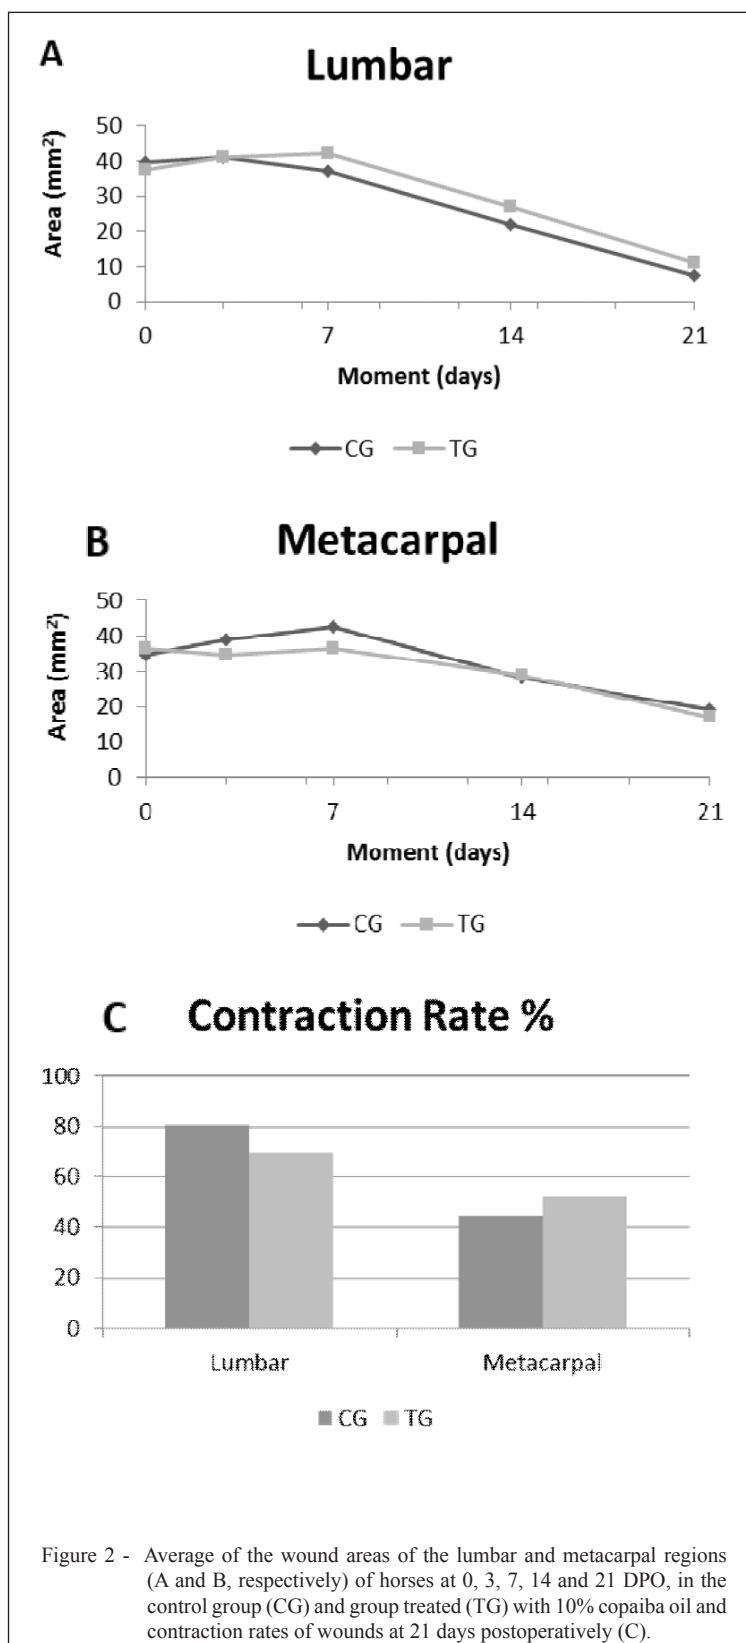 A
Lumbar
50
40
30
20
10
0
Area (mm²)
0 7 14 21
Moment (days)
CG TG
B
Metacarpal
50
40
30
20
10
0
Area (mm²)
0 7 14 21
Moment (days)
CG TG
C Contraction Rate %
100
80
60
40
20
0
Lumbar Metacarpal
CG TG
Figure 2 - Average of the wound areas of the lumbar and metacarpal regions
(A and B, respectively) of horses at 0, 3, 7, 14 and 21 DPO, in the
control group (CG) and group treated (TG) with 10% copaiba oil and
contraction rates of wounds at 21 days postoperatively (C).